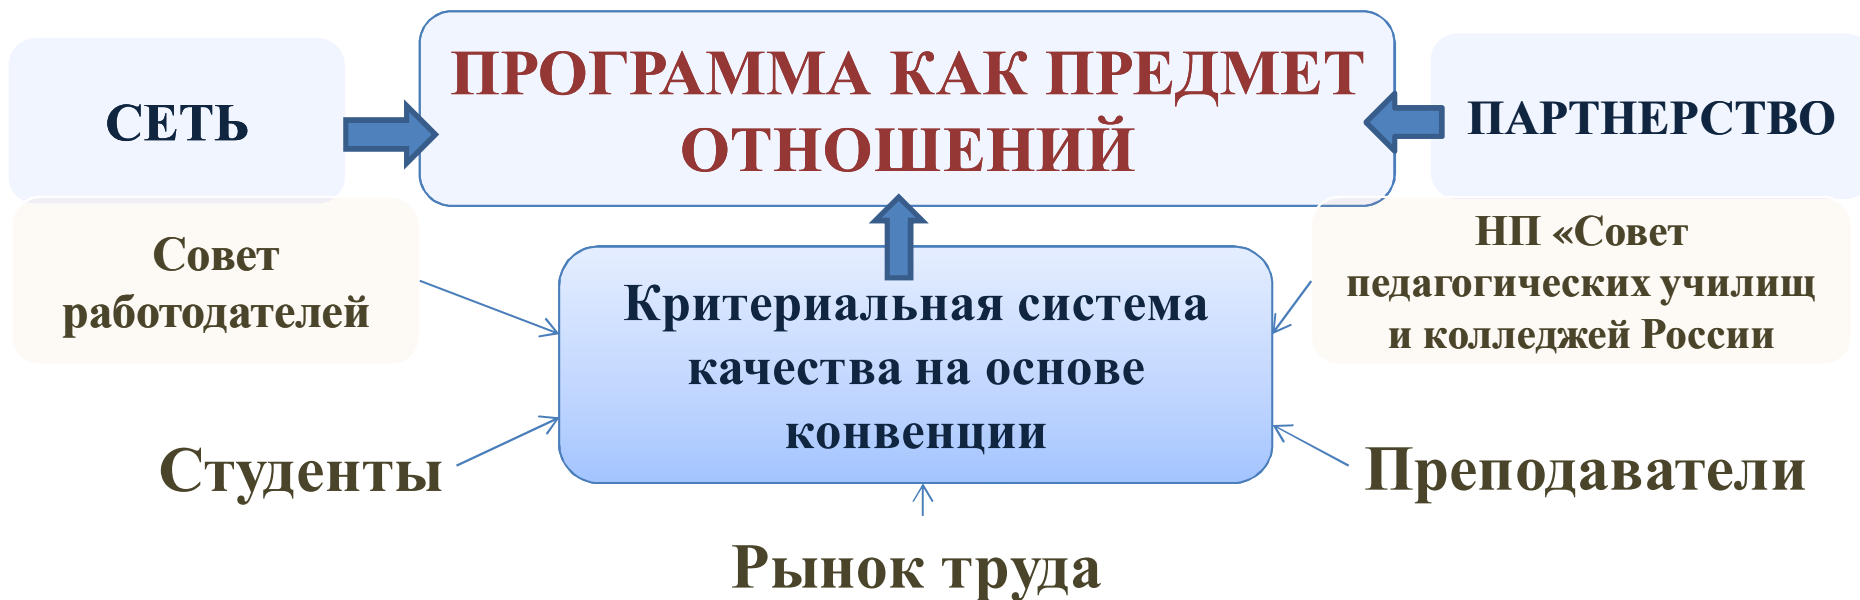 ПРОГРАММА КАК ПРЕДМЕТ
ОТНОШЕНИЙ
СЕТЬ
ПАРТНЕРСТВО
Совет
работодателей
НП «Совет
педагогических училищ
и колледжей России
Критериальная система
качества на основе
конвенции
Студенты
Преподаватели
Рынок труда